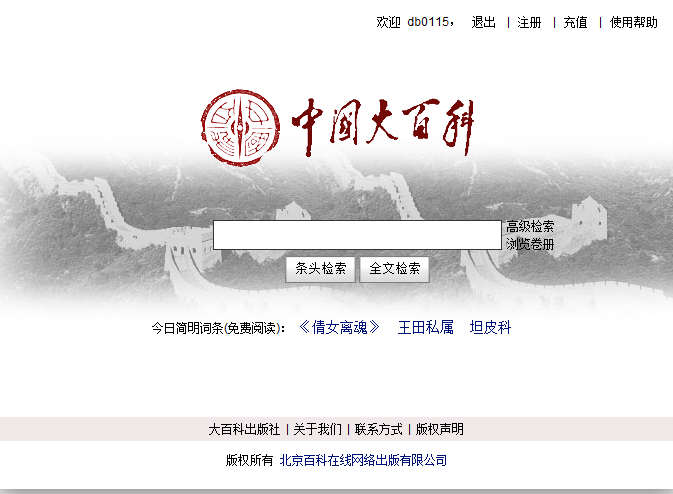 欢迎 db0115， 退出 | 注册 | 充值 | 使用帮助
中国大百科
高级检索
浏览卷册
条头检索 全文检索
今日简明词条(免费阅读)： 《倩女离魂》 王田私属 坦皮科
大百科出版社 | 关于我们 | 联系方式 | 版权声明
版权所有 北京百科在线网络出版有限公司